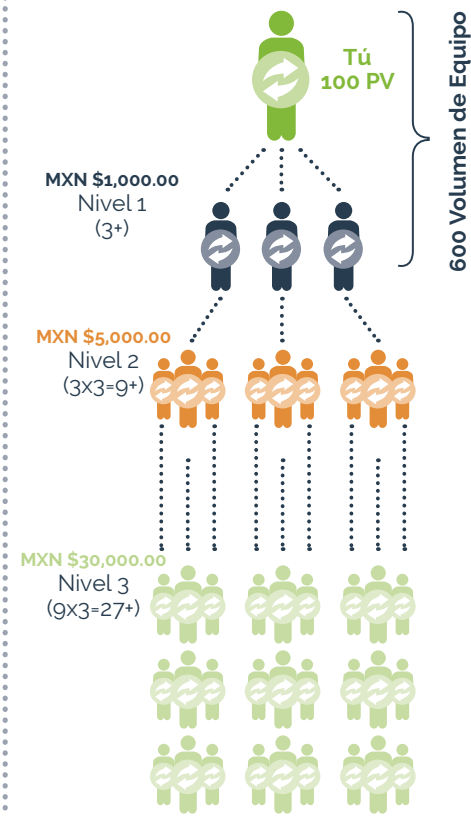 Tú
100 PV
600 Volumen de Equipo
MXN $1,000.00
Nivel 1
(3+)
MXN $5,000.00
Nivel 2
(3x3=9+)
MXN $30,000.00
Nivel 3
(9x3=27+)